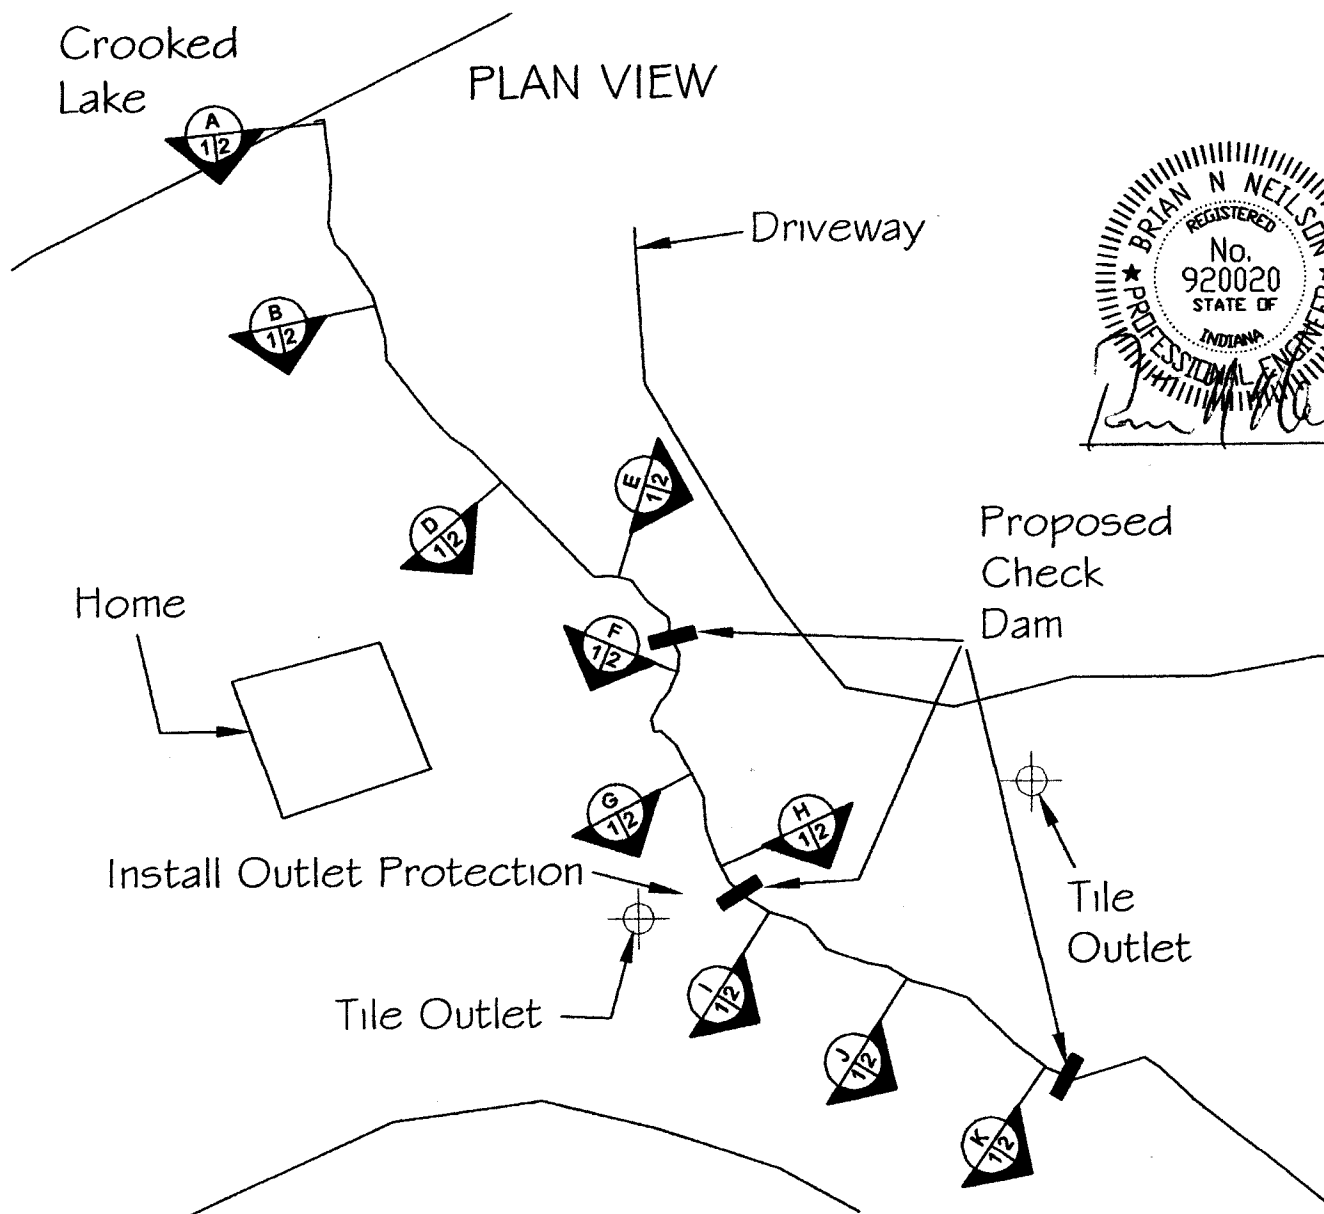 Crooked
Lake
PLAN VIEW
A
1 2
BRIAN N NEILSON
REGISTERED
No.
920020
STATE OF
INDIANA
PROFESSIONAL ENGINEER
Driveway
B
1 2
E
1 2
D
1 2
Proposed
Check
Dam
Home
F
1 2
G
1 2
H
1 2
Install Outlet Protection
Tile
Outlet
I
1 2
Tile Outlet
J
1 2
K
1 2